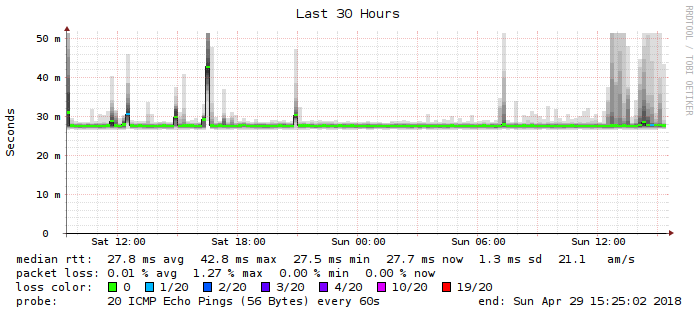 Last 30 Hours
RRDTOOL / TOBI OETIKER
Seconds
50 m
40 m
30 m
20 m
10 m
0
Sat 12:00 Sat 18:00 Sun 00:00 Sun 06:00 Sun 12:00
median rtt: 27.8 ms avg 42.8 ms max 27.5 ms min 27.7 ms now 1.3 ms sd 21.1 am/s
packet loss: 0.01 % avg 1.27 % max 0.00 % min 0.00 % now
loss color: 0 1/20 2/20 3/20 4/20 10/20 19/20
probe: 20 ICMP Echo Pings (56 Bytes) every 60s end: Sun Apr 29 15:25:02 2018